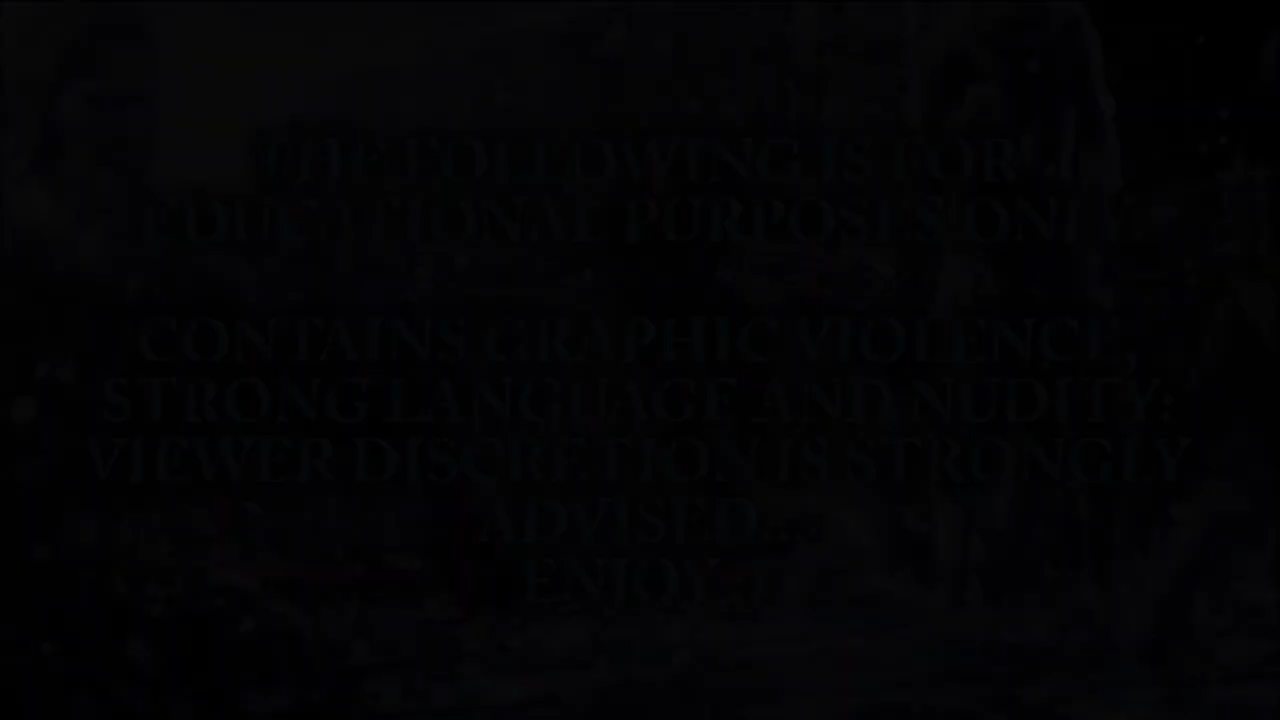 THE FOLLOWING IS FOR
EDUCATIONAL PURPOSES ONLY.
CONTAINS GRAPHIC VIOLENCE,
STRONG LANGUAGE AND NUDITY;
VIEWER DISCRETION IS STRONGLY
ADVISED...
ENJOY